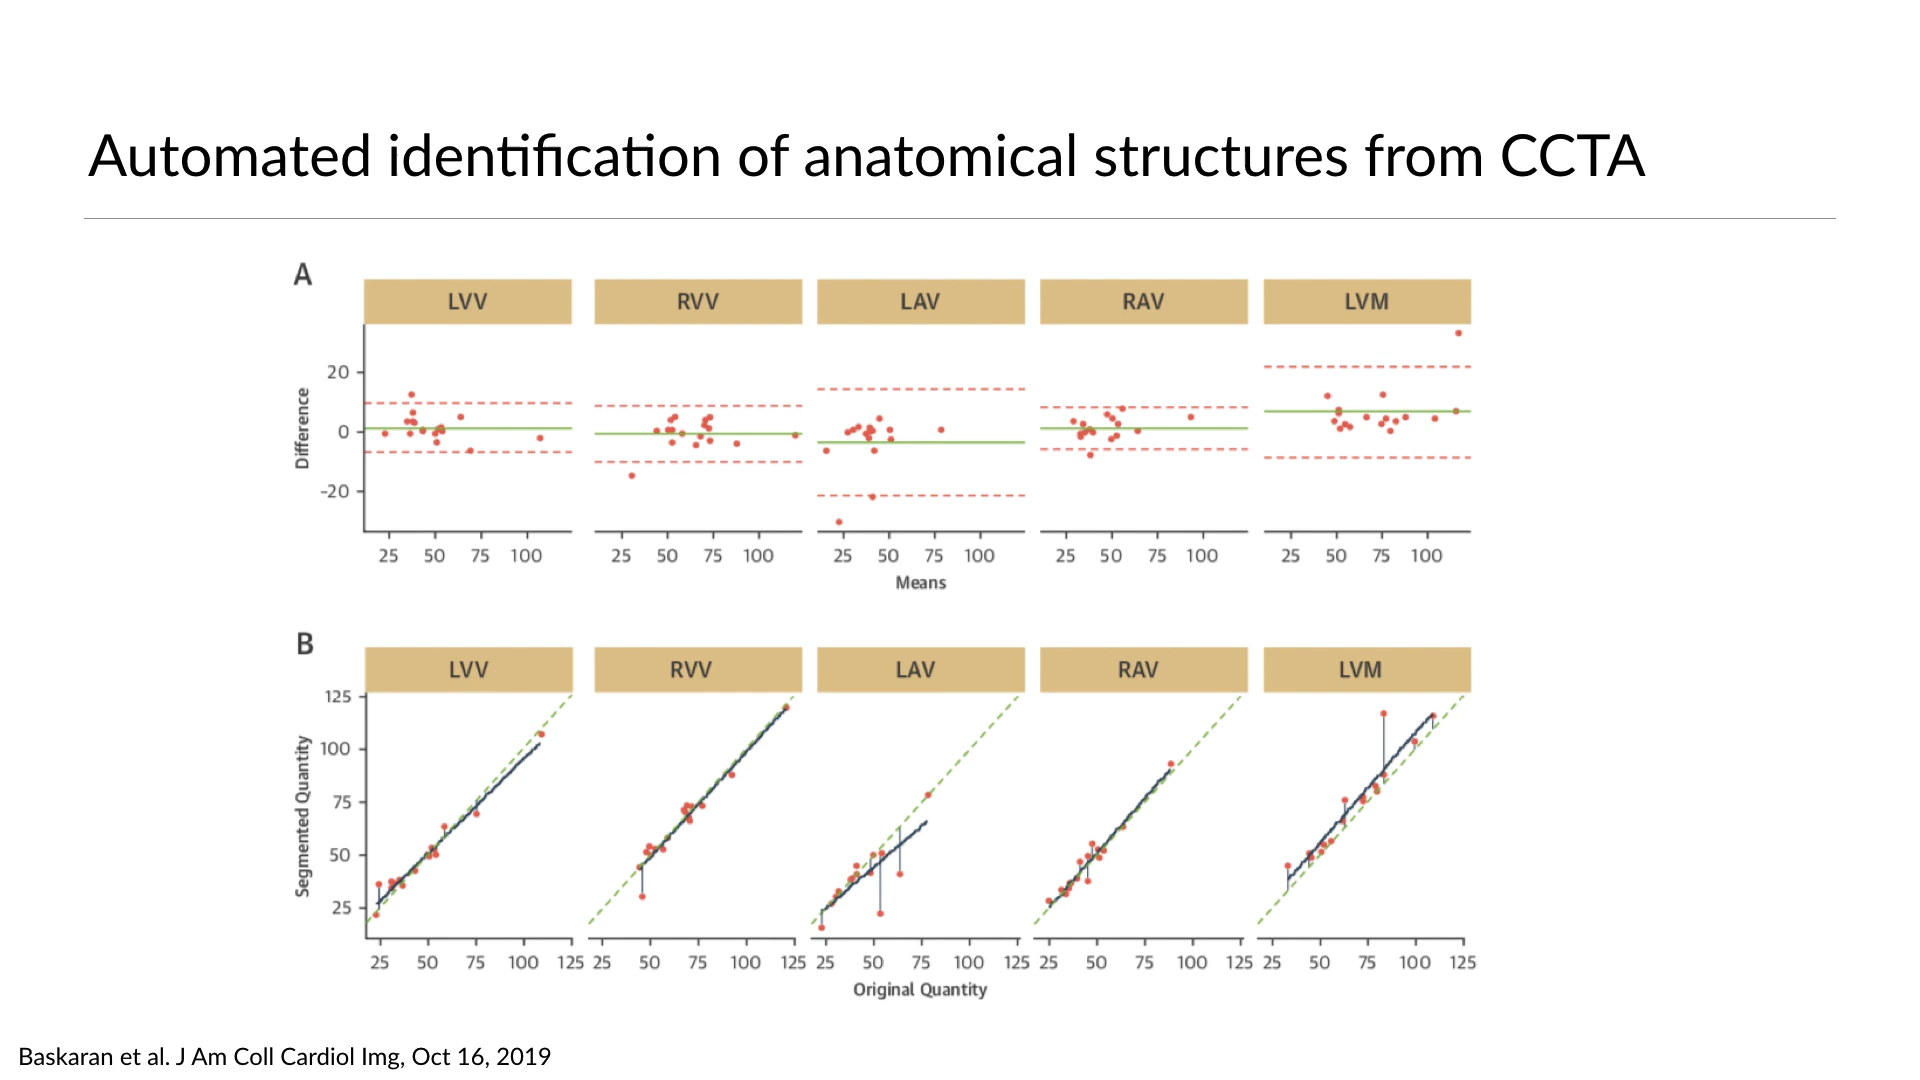 Automated identification of anatomical structures from CCTA
A
LVV RVV LAV RAV LVM
Difference
20
0
-20
25 50 75 100 25 50 75 100 25 50 75 100 25 50 75 100 25 50 75 100
Means
B
LVV RVV LAV RAV LVM
Segmented Quantity
125
100
75
50
25
25 50 75 100 125 25 50 75 100 125 25 50 75 100 125 25 50 75 100 125 25 50 75 100 125
Original Quantity
Baskaran et al. J Am Coll Cardiol Img, Oct 16, 2019